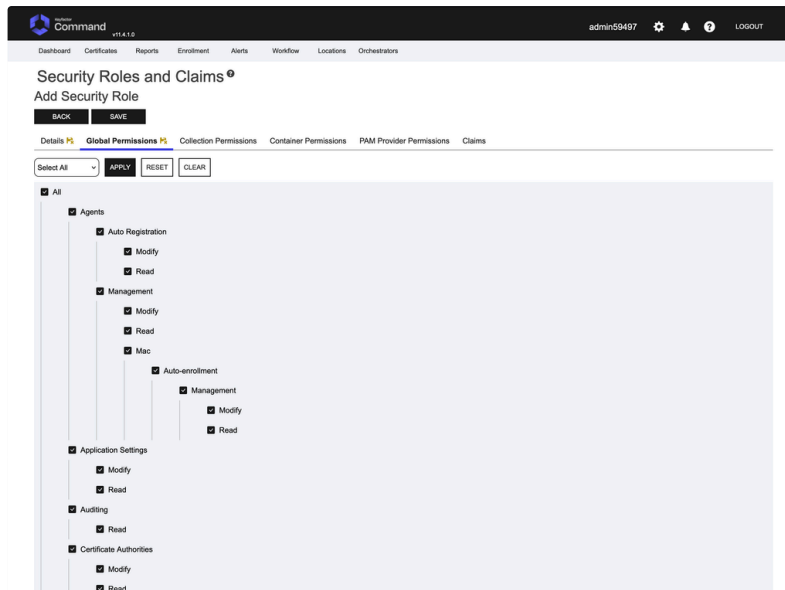 Keyfactor
Command v11.4.1.0 admin59497 LOGOUT
Dashboard Certificates Reports Enrollment Alerts Workflow Locations Orchestrators
Security Roles and Claims
Add Security Role
BACK SAVE
Details Global Permissions Collection Permissions Container Permissions PAM Provider Permissions Claims
Select All APPLY RESET CLEAR
All
Agents
Auto Registration
Modify
Read
Management
Modify
Read
Mac
Auto-enrollment
Management
Modify
Read
Application Settings
Modify
Read
Auditing
Read
Certificate Authorities
Modify
Read